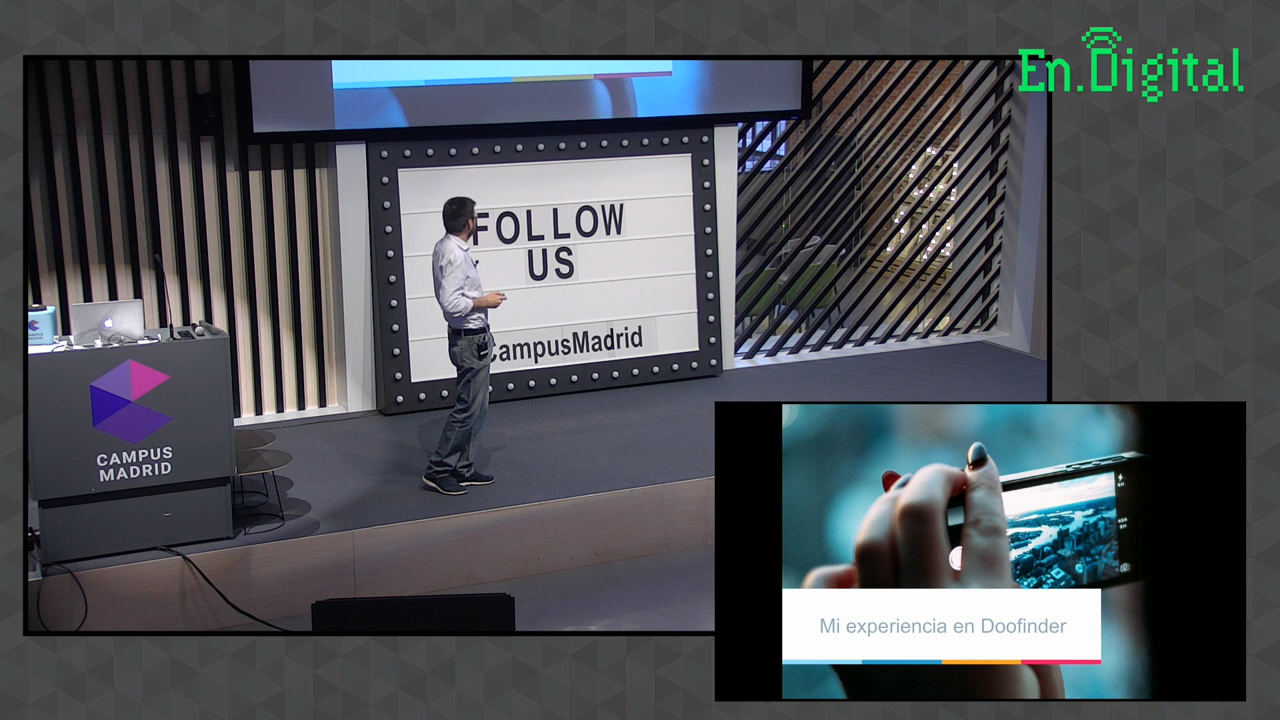 En.Digital
FOLLOW
US
campusMadrid
CAMPUS
MADRID
Mi experiencia en Doofinder